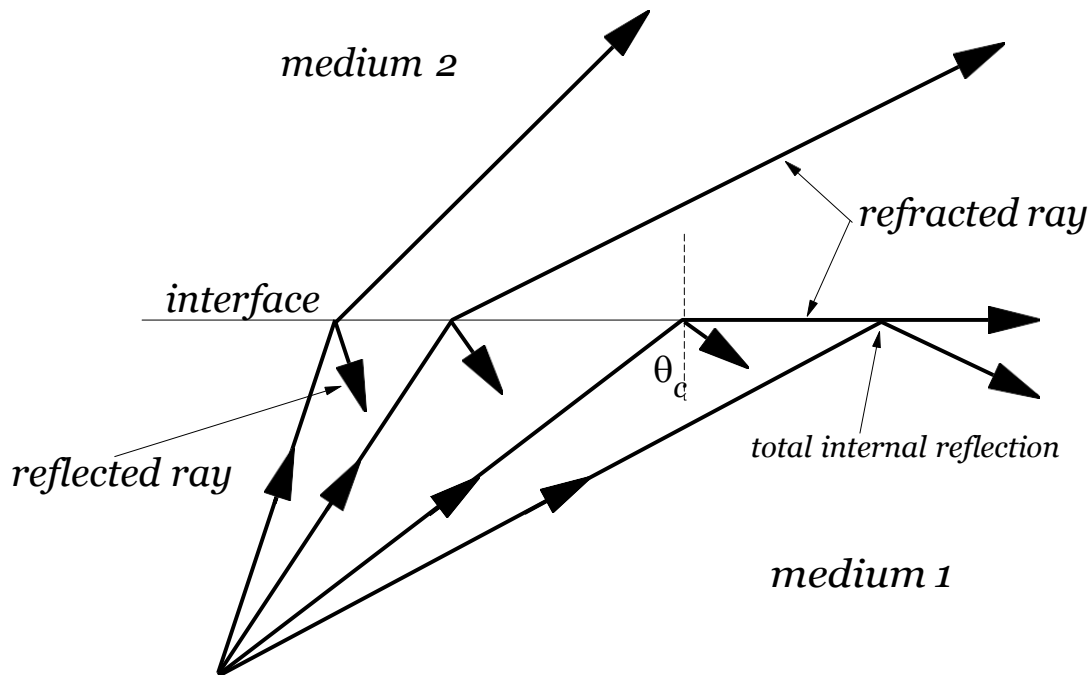 medium 2
refracted ray
interface
θc
total internal reflection
reflected ray
medium 1